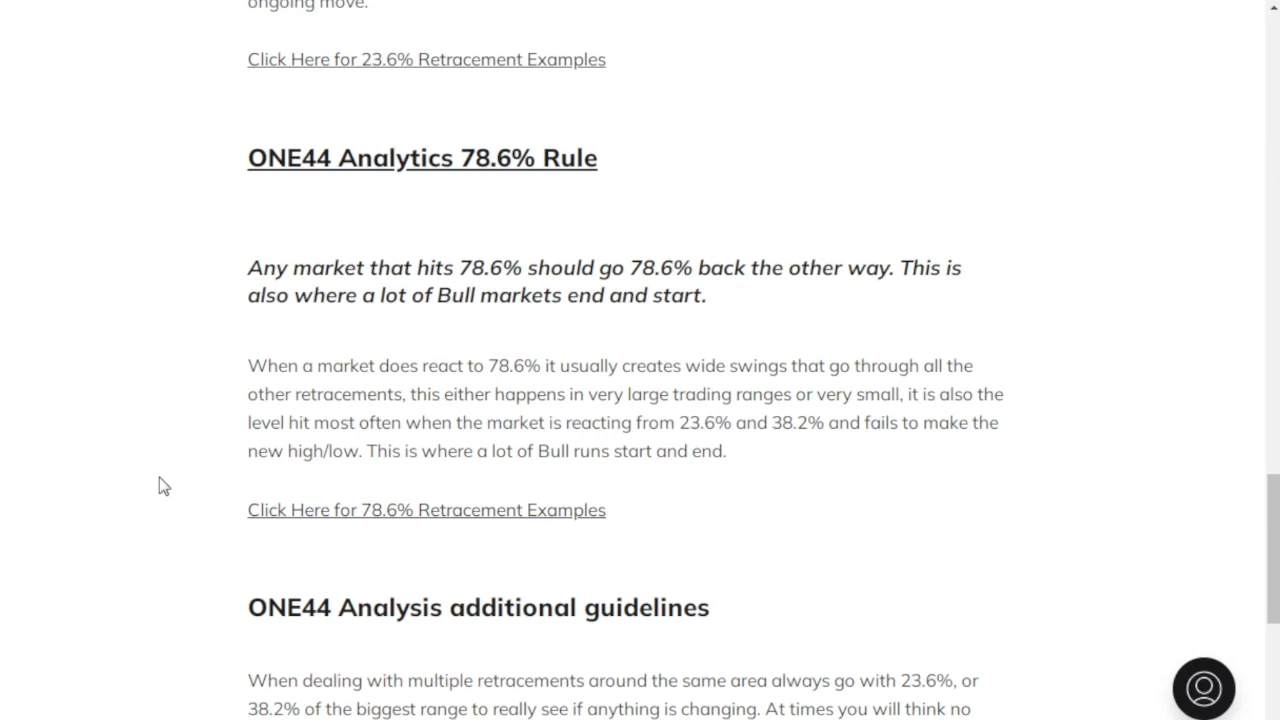 ongoing move.
Click Here for 23.6% Retracement Examples
ONE44 Analytics 78.6% Rule
Any market that hits 78.6% should go 78.6% back the other way. This is
also where a lot of Bull markets end and start.
When a market does react to 78.6% it usually creates wide swings that go through all the
other retracements, this either happens in very large trading ranges or very small, it is also the
level hit most often when the market is reacting from 23.6% and 38.2% and fails to make the
new high/low. This is where a lot of Bull runs start and end.
Click Here for 78.6% Retracement Examples
ONE44 Analysis additional guidelines
When dealing with multiple retracements around the same area always go with 23.6%, or
38.2% of the biggest range to really see if anything is changing. At times you will think no